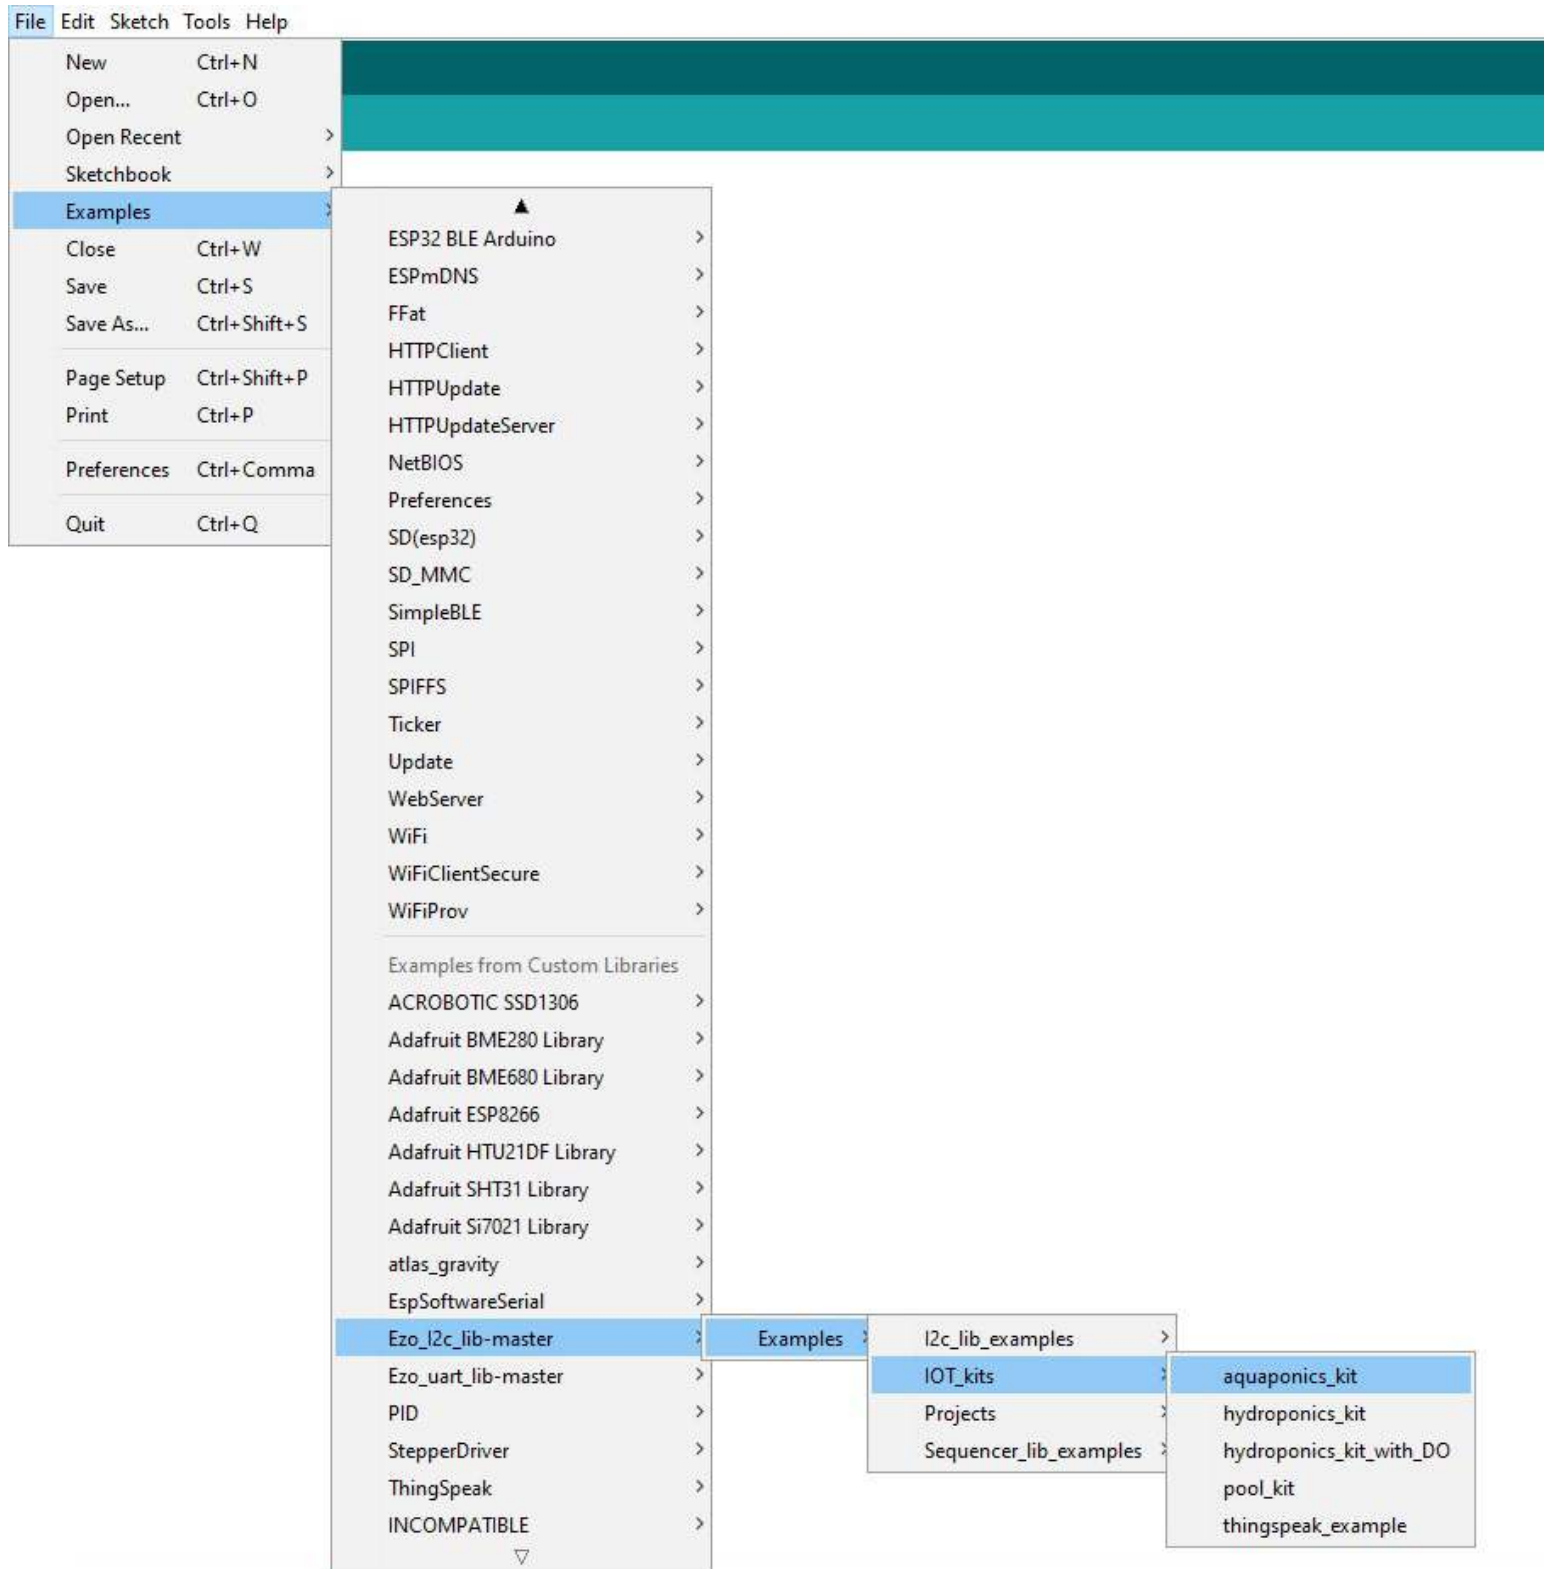 File Edit Sketch Tools Help
New Ctrl+N
Open... Ctrl+O
Open Recent
Sketchbook
Examples
Close Ctrl+W
Save Ctrl+S
Save As... Ctrl+Shift+S
Page Setup Ctrl+Shift+P
Print Ctrl+P
Preferences Ctrl+Comma
Quit Ctrl+Q
ESP32 BLE Arduino
ESPmDNS
FFat
HTTPClient
HTTPUpdate
HTTPUpdateServer
NetBIOS
Preferences
SD(esp32)
SD_MMC
SimpleBLE
SPI
SPIFFS
Ticker
Update
WebServer
WiFi
WiFiClientSecure
WiFiProv
Examples from Custom Libraries
ACROBOTIC SSD1306
Adafruit BME280 Library
Adafruit BME680 Library
Adafruit ESP8266
Adafruit HTU21DF Library
Adafruit SHT31 Library
Adafruit Si7021 Library
atlas_gravity
EspSoftwareSerial
Ezo_I2c_lib-master
Ezo_uart_lib-master
PID
StepperDriver
ThingSpeak
INCOMPATIBLE
Examples
I2c_lib_examples
IOT_kits
Projects
Sequencer_lib_examples
aquaponics_kit
hydroponics_kit
hydroponics_kit_with_DO
pool_kit
thingspeak_example